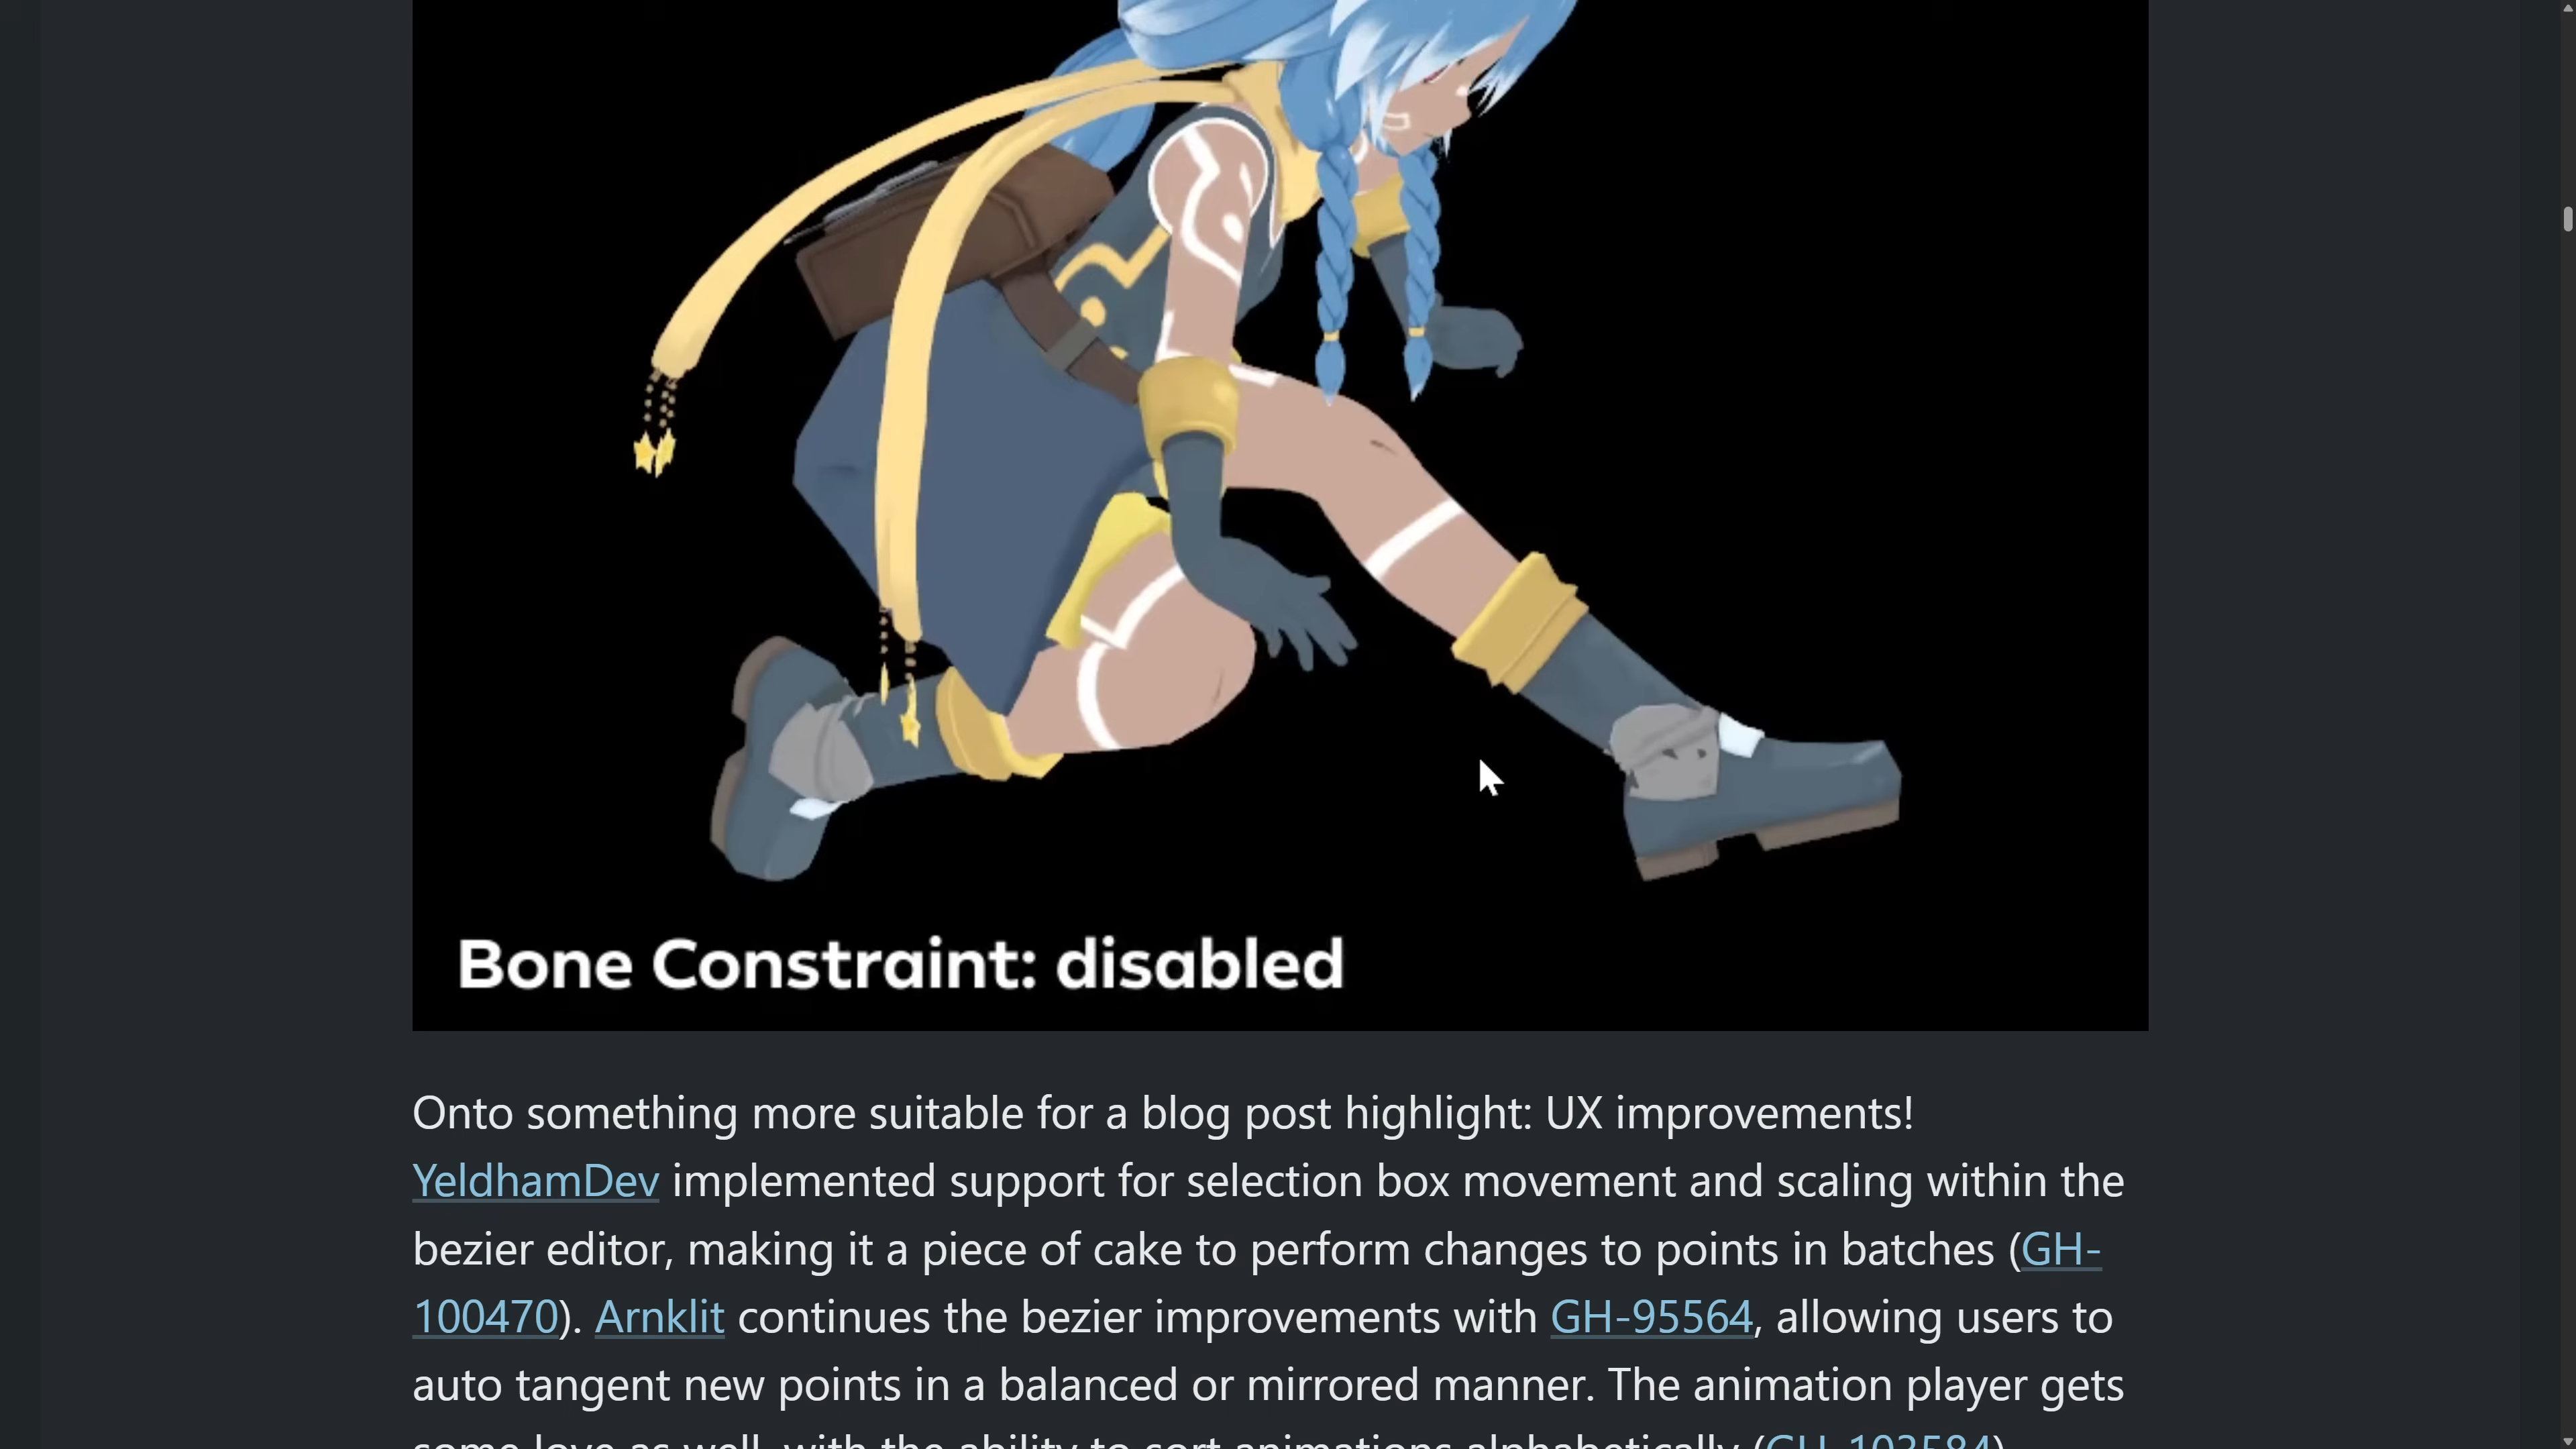 Bone Constraint: disabled
Onto something more suitable for a blog post highlight: UX improvements!
YeldhamDev implemented support for selection box movement and scaling within the
bezier editor, making it a piece of cake to perform changes to points in batches (GH-
100470). Arnklit continues the bezier improvements with GH-95564, allowing users to
auto tangent new points in a balanced or mirrored manner. The animation player gets
some love as well, with the ability to sort animations alphabetically (GH-103584)